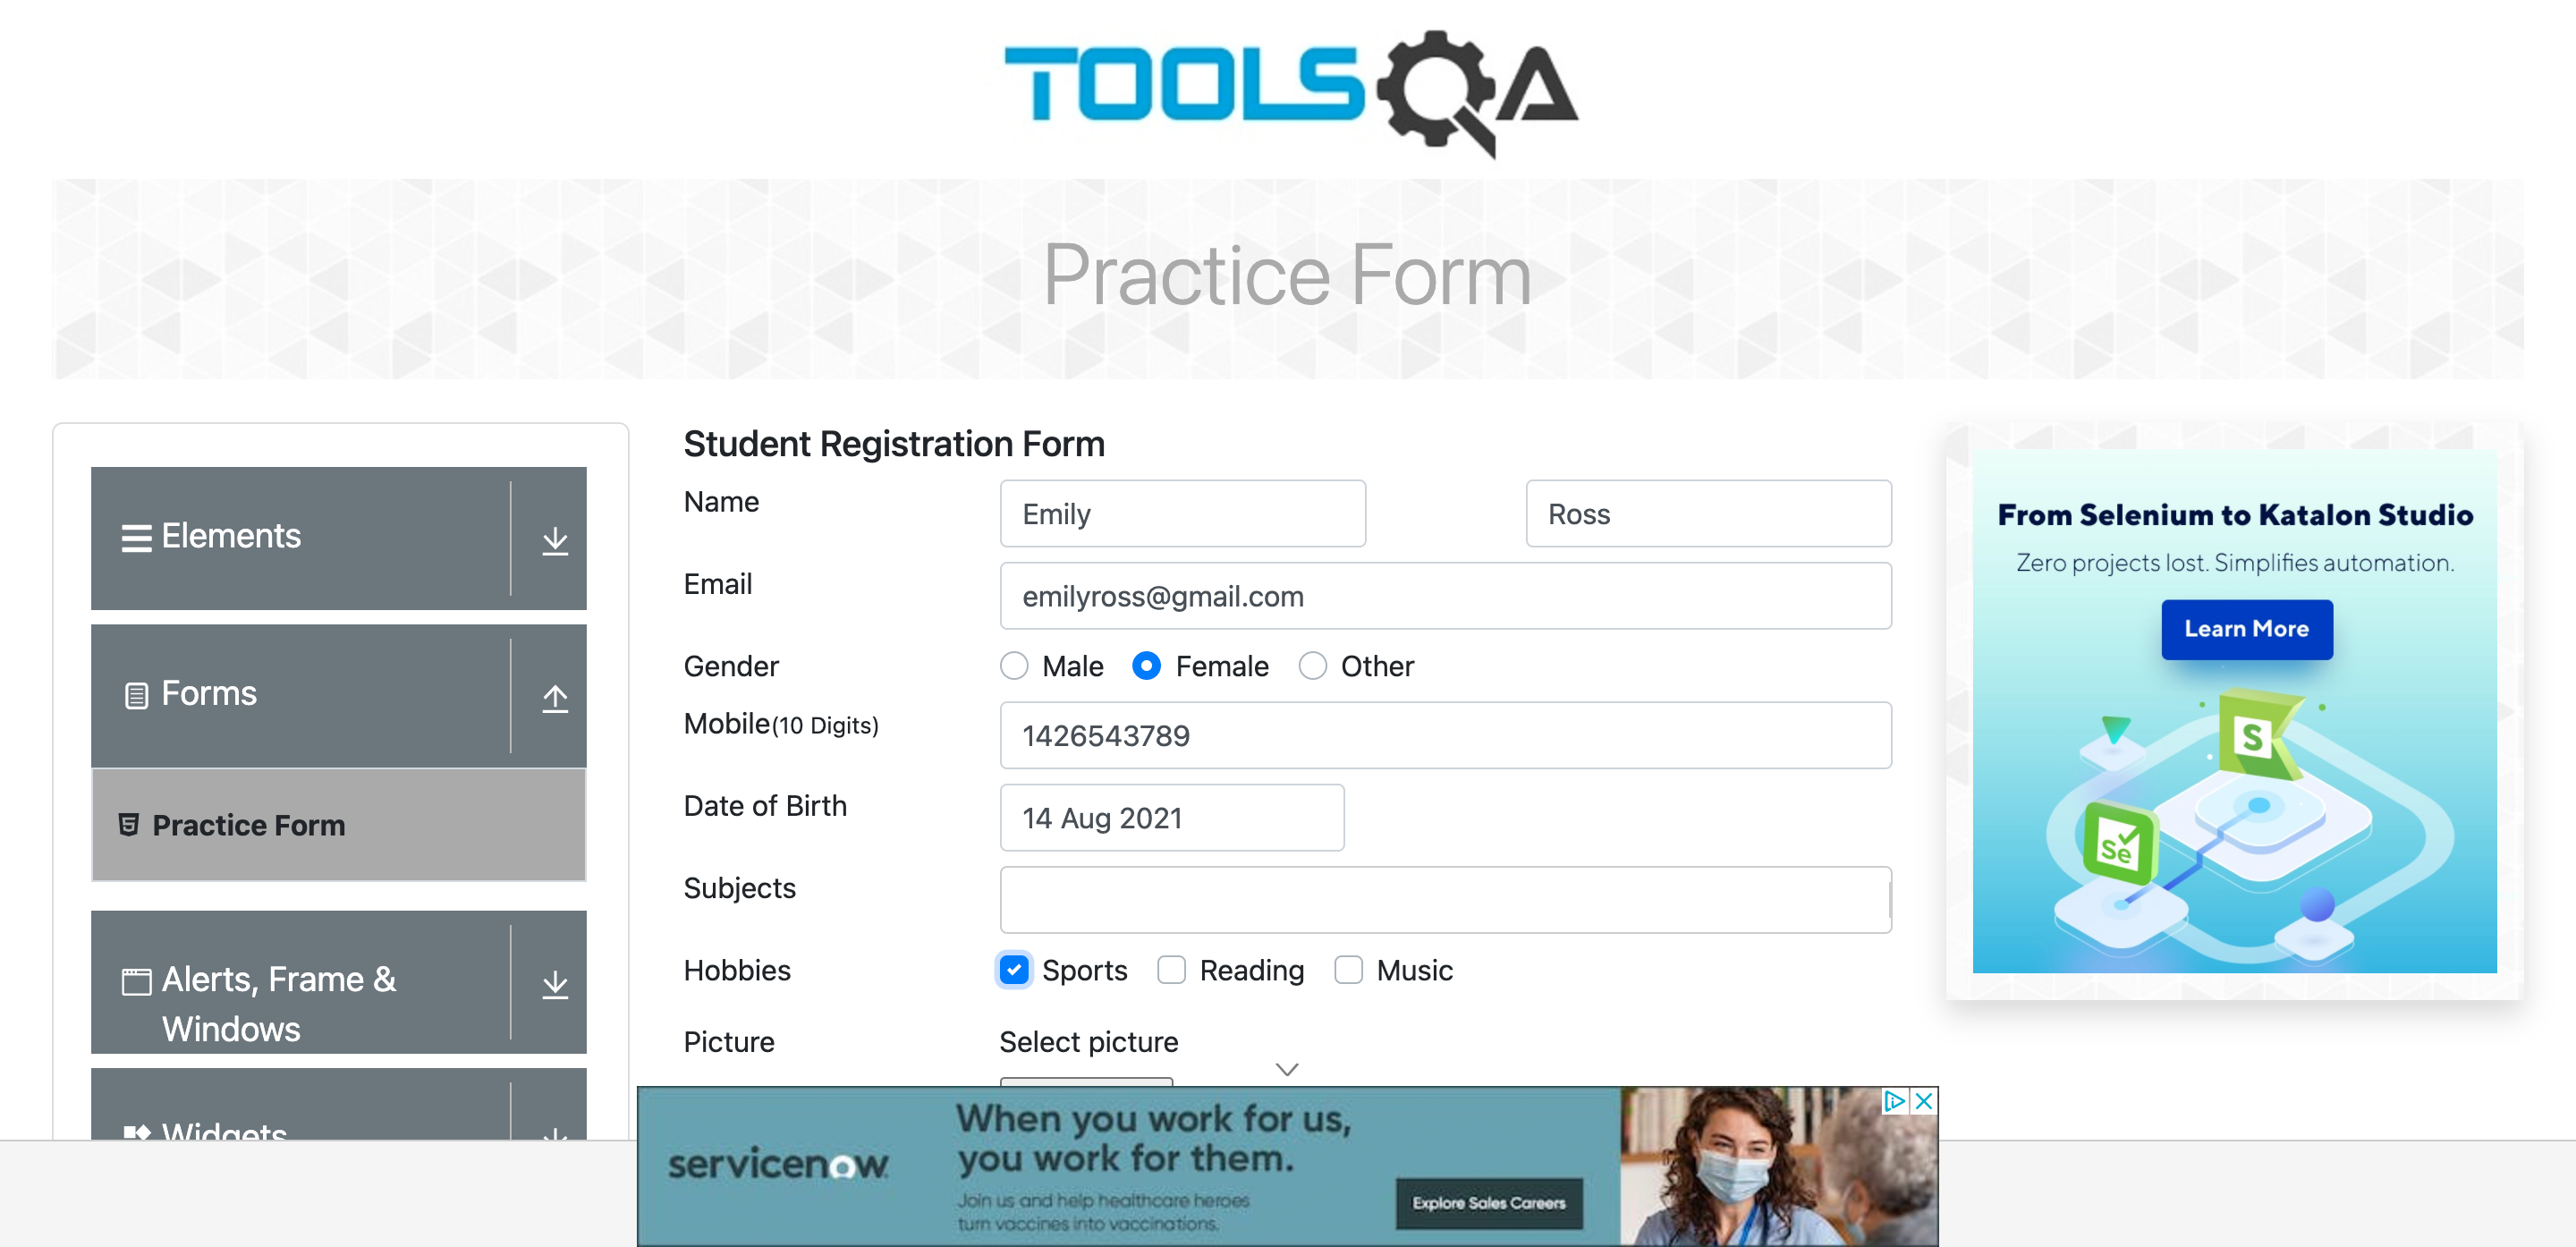 TOOLSQA
Practice Form
Elements
Forms
Practice Form
Alerts, Frame &
Windows
Widgets
Student Registration Form
Name Emily Ross
Email emilyross@gmail.com
Gender Male Female Other
Mobile(10 Digits) 1426543789
Date of Birth 14 Aug 2021
Subjects
Hobbies Sports Reading Music
Picture Select picture
From Selenium to Katalon Studio
Zero projects lost. Simplifies automation.
Learn More
S
Se
servicenow
When you work for us,
you work for them.
Join us and help healthcare heroes
turn vaccines into vaccinations.
Explore Sales Careers